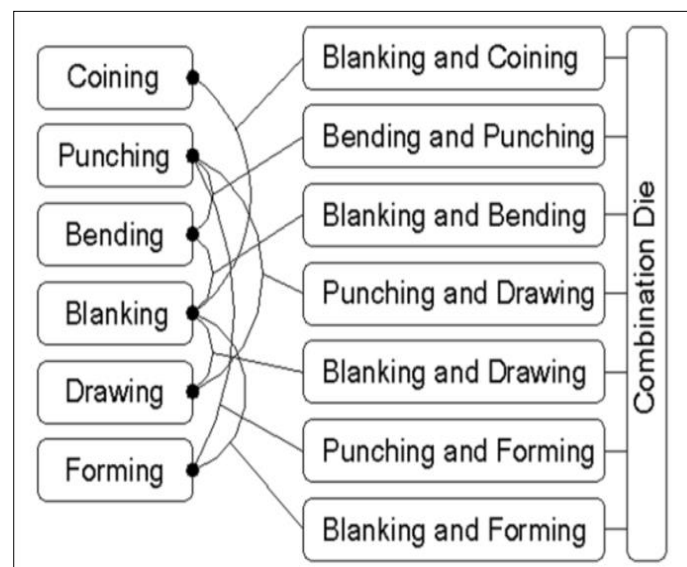 Coining
Punching
Bending
Blanking
Drawing
Forming
Blanking and Coining
Bending and Punching
Blanking and Bending
Punching and Drawing
Blanking and Drawing
Punching and Forming
Blanking and Forming
Combination Die